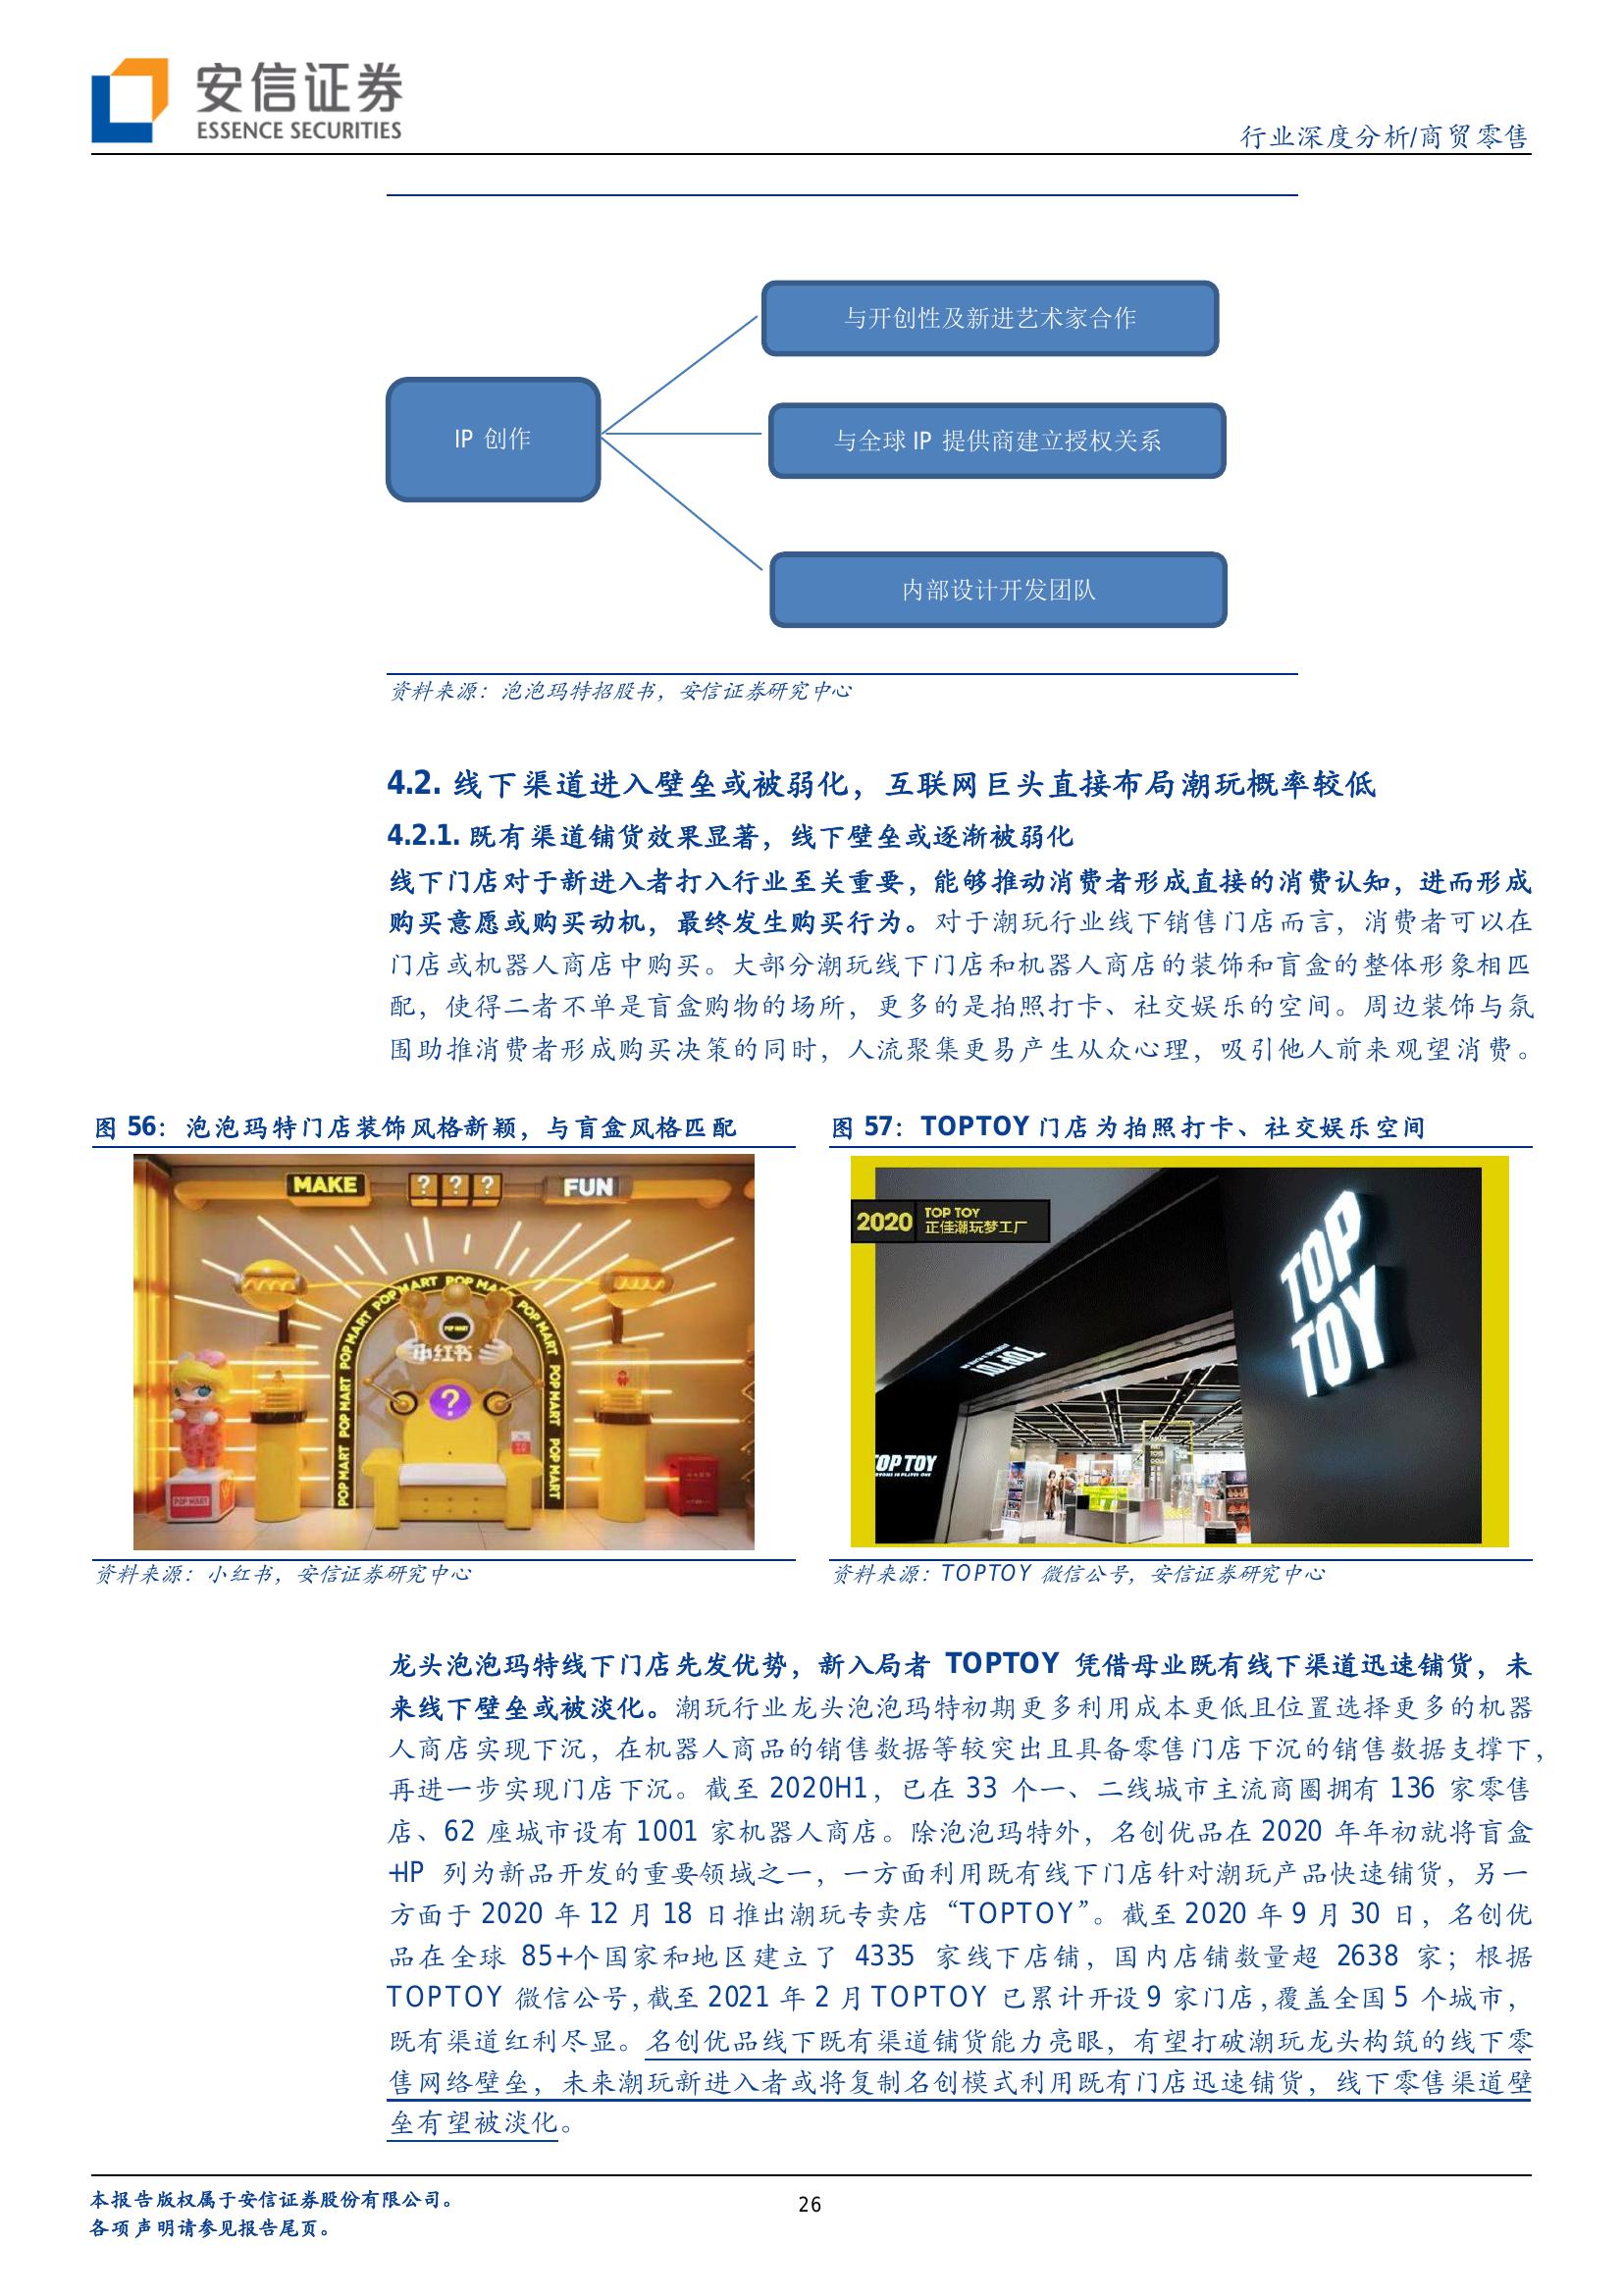 安信证券
ESSENCE SECURITIES
行业深度分析/商贸零售
与开创性及新进艺术家合作
IP 创作
与全球 IP 提供商建立授权关系
内部设计开发团队
资料来源：泡泡玛特招股书，安信证券研究中心
4.2. 线下渠道进入壁垒或被弱化，互联网巨头直接布局潮玩概率较低
4.2.1. 既有渠道铺货效果显著，线下壁垒或逐渐被弱化
线下门店对于新进入者打入行业至关重要，能够推动消费者形成直接的消费认知，进而形成
购买意愿或购买动机，最终发生购买行为。对于潮玩行业线下销售门店而言，消费者可以在
门店或机器人商店中购买。大部分潮玩线下门店和机器人商店的装饰和盲盒的整体形象相匹
配，使得二者不单是盲盒购物的场所，更多的是拍照打卡、社交娱乐的空间。周边装饰与氛
围助推消费者形成购买决策的同时，人流聚集更易产生从众心理，吸引他人前来观望消费。
图 56：泡泡玛特门店装饰风格新颖，与盲盒风格匹配
MAKE
? ? ?
FUN
POP MART POP MART POP MART POP MART POP MART POP MART POP MART POP MART
POP MART
小红书
?
POP MART
资料来源：小红书，安信证券研究中心
图 57：TOPTOY 门店为拍照打卡、社交娱乐空间
2020
TOP TOY
正佳潮玩梦工厂
TOP
TOY
TOP TOY
TOP TOY
资料来源：TOPTOY 微信公号，安信证券研究中心
龙头泡泡玛特线下门店先发优势，新入局者 TOPTOY 凭借母业既有线下渠道迅速铺货，未
来线下壁垒或被淡化。潮玩行业龙头泡泡玛特初期更多利用成本更低且位置选择更多的机器
人商店实现下沉，在机器人商品的销售数据等较突出且具备零售门店下沉的销售数据支撑下，
再进一步实现门店下沉。截至 2020H1，已在 33 个一、二线城市主流商圈拥有 136 家零售
店、62 座城市设有 1001 家机器人商店。除泡泡玛特外，名创优品在 2020 年年初就将盲盒
+IP 列为新品开发的重要领域之一，一方面利用既有线下门店针对潮玩产品快速铺货，另一
方面于 2020 年 12 月 18 日推出潮玩专卖店“TOPTOY”。截至 2020 年 9 月 30 日，名创优
品在全球 85+个国家和地区建立了 4335 家线下店铺，国内店铺数量超 2638 家；根据
TOPTOY 微信公号，截至 2021 年 2 月 TOPTOY 已累计开设 9 家门店，覆盖全国 5 个城市，
既有渠道红利尽显。名创优品线下既有渠道铺货能力亮眼，有望打破潮玩龙头构筑的线下零
售网络壁垒，未来潮玩新进入者或将复制名创模式利用既有门店迅速铺货，线下零售渠道壁
垒有望被淡化。
本报告版权属于安信证券股份有限公司。
26
各项声明请参见报告尾页。